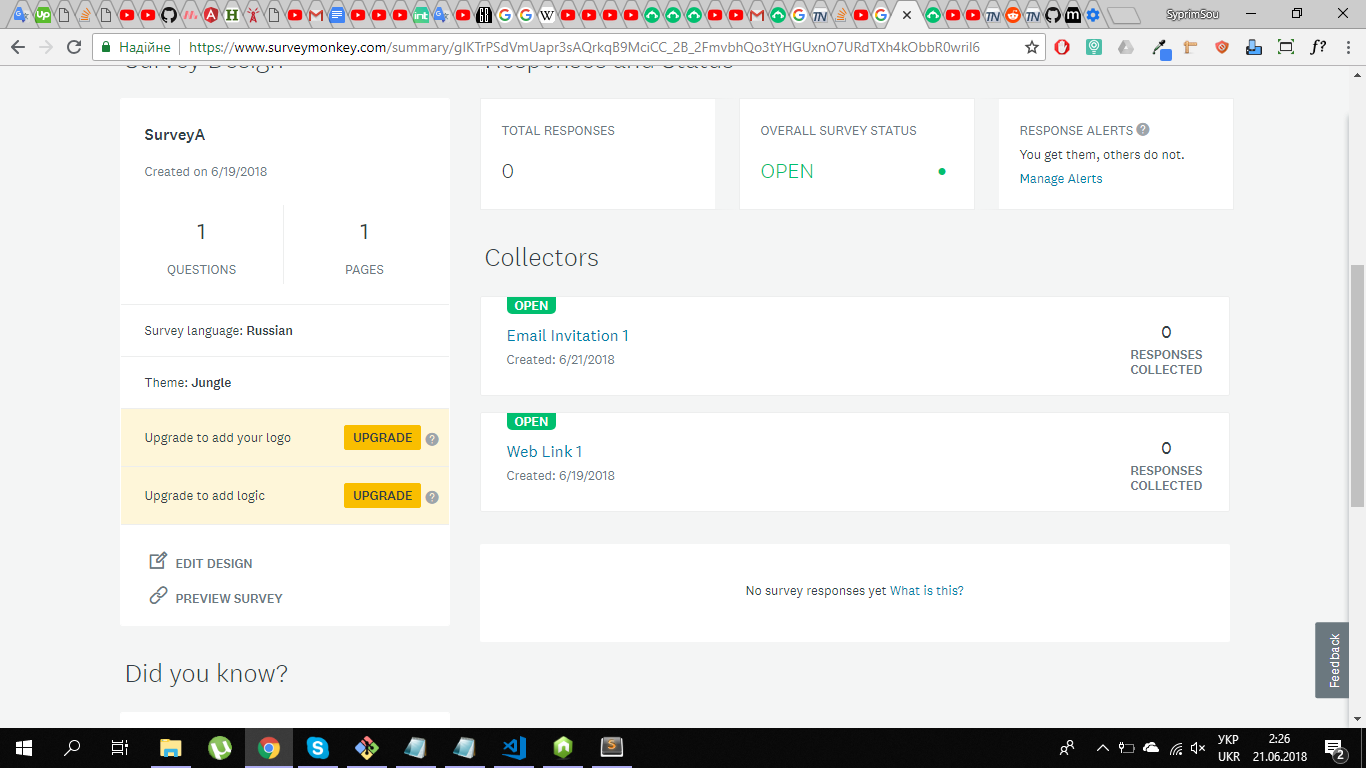 SyprimSou
Надійне
https://www.surveymonkey.com/summary/gIKTrPSdVmUapr3sAQrkqB9MciCC_2B_2FmvbhQo3tYHGUxnO7URdTXh4kObbR0wriI6
Survey Design
Responses and Status
SurveyA
Created on 6/19/2018
1
QUESTIONS
1
PAGES
Survey language: Russian
Theme: Jungle
Upgrade to add your logo
UPGRADE
Upgrade to add logic
UPGRADE
EDIT DESIGN
PREVIEW SURVEY
Did you know?
TOTAL RESPONSES
0
OVERALL SURVEY STATUS
OPEN
RESPONSE ALERTS
You get them, others do not.
Manage Alerts
Collectors
OPEN
Email Invitation 1
Created: 6/21/2018
0
RESPONSES
COLLECTED
OPEN
Web Link 1
Created: 6/19/2018
0
RESPONSES
COLLECTED
No survey responses yet What is this?
Feedback
УКР
UKR
2:26
21.06.2018
2